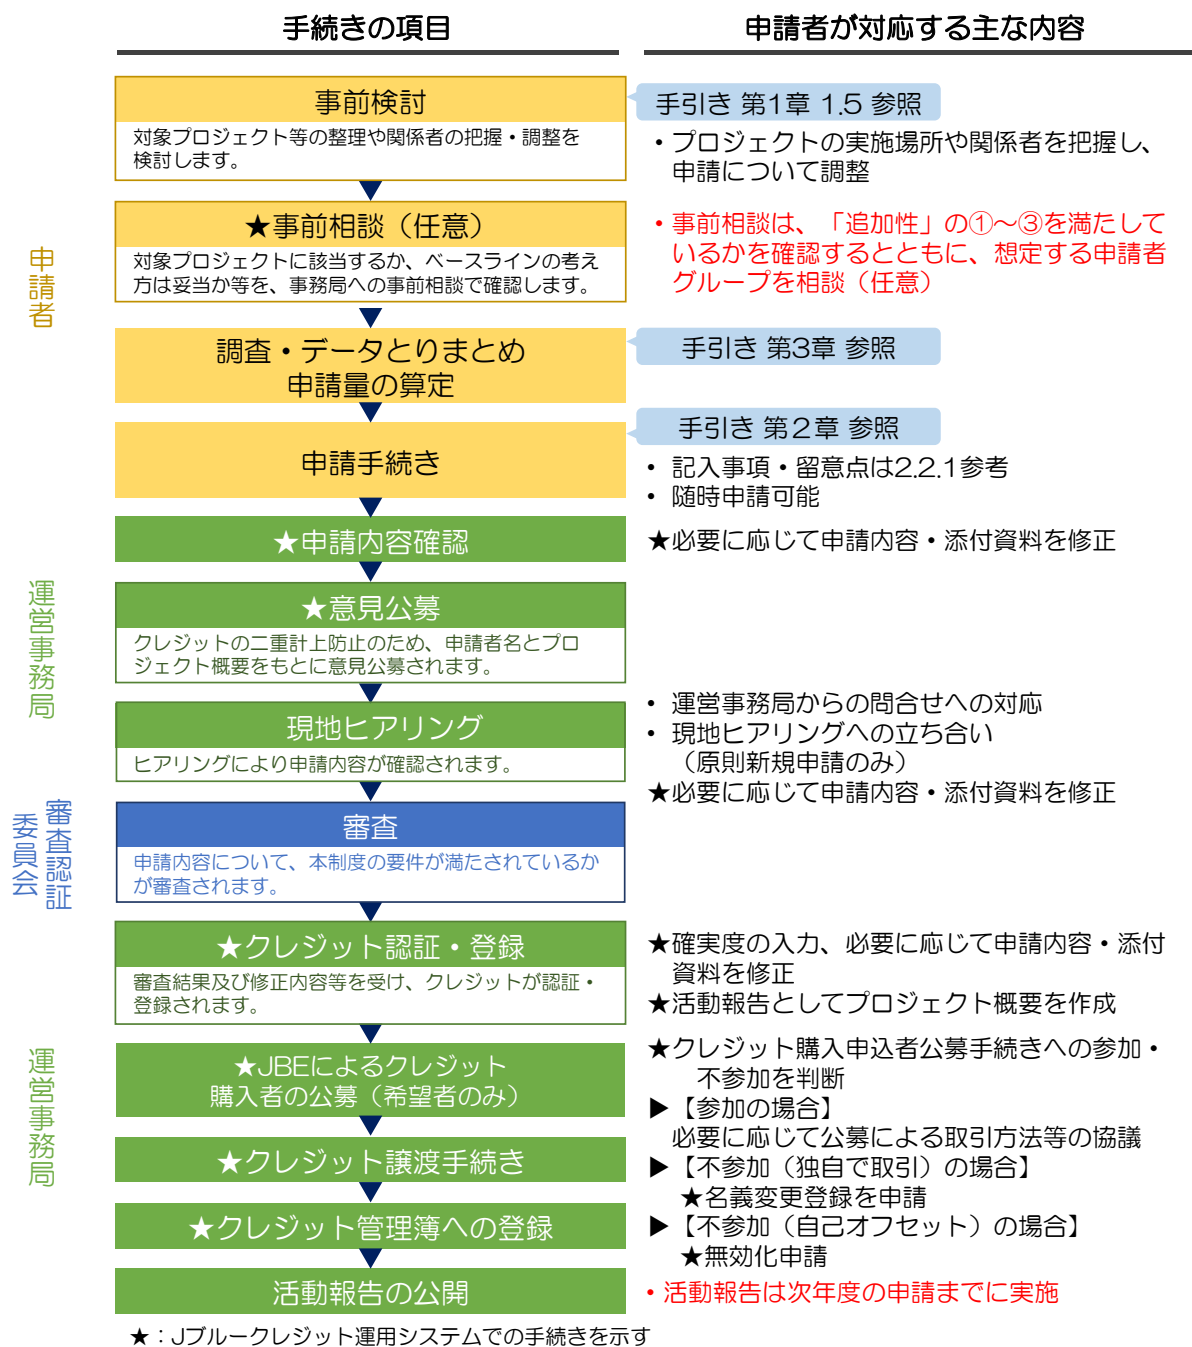 手続きの項目
申請者が対応する主な内容
申請者
事前検討
対象プロジェクト等の整理や関係者の把握・調整を
検討します。
手引き 第1章 1.5 参照
・プロジェクトの実施場所や関係者を把握し、
申請について調整
★事前相談（任意）
対象プロジェクトに該当するか、ベースラインの考え
方は妥当か等を、事務局への事前相談で確認します。
・事前相談は、「追加性」の①～③を満たして
いるかを確認するとともに、想定する申請者
グループを相談（任意）
調査・データとりまとめ
申請量の算定
手引き 第3章 参照
申請手続き
手引き 第２章 参照
• 記入事項・留意点は2.2.1参考
• 随時申請可能
運営事務局
★申請内容確認
★必要に応じて申請内容・添付資料を修正
★意見公募
クレジットの二重計上防止のため、申請者名とプロ
ジェクト概要をもとに意見公募されます。
現地ヒアリング
ヒアリングにより申請内容が確認されます。
• 運営事務局からの問合せへの対応
• 現地ヒアリングへの立ち合い
（原則新規申請のみ）
★必要に応じて申請内容・添付資料を修正
審査認証
委員会
審査
申請内容について、本制度の要件が満たされているか
が審査されます。
運営事務局
★クレジット認証・登録
審査結果及び修正内容等を受け、クレジットが認証・
登録されます。
★確実度の入力、必要に応じて申請内容・添付
資料を修正
★活動報告としてプロジェクト概要を作成
★JBEによるクレジット
購入者の公募（希望者のみ）
★クレジット購入申込者公募手続きへの参加・
不参加を判断
▶【参加の場合】
必要に応じて公募による取引方法等の協議
★クレジット譲渡手続き
▶【不参加（独自で取引）の場合】
★名義変更登録を申請
★クレジット管理簿への登録
▶【不参加（自己オフセット）の場合】
★無効化申請
活動報告の公開
・活動報告は次年度の申請までに実施
★：Jブルークレジット運用システムでの手続きを示す